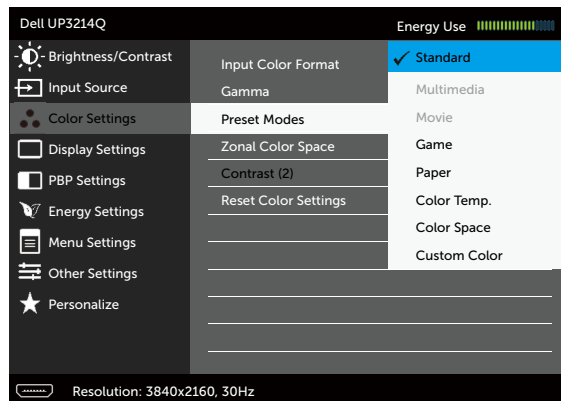 Dell UP3214Q
Energy Use
Brightness/Contrast
Input Source
Color Settings
Display Settings
PBP Settings
Energy Settings
Menu Settings
Other Settings
Personalize
Input Color Format
Gamma
Preset Modes
Zonal Color Space
Contrast (2)
Reset Color Settings
Standard
Multimedia
Movie
Game
Paper
Color Temp.
Color Space
Custom Color
Resolution: 3840x2160, 30Hz